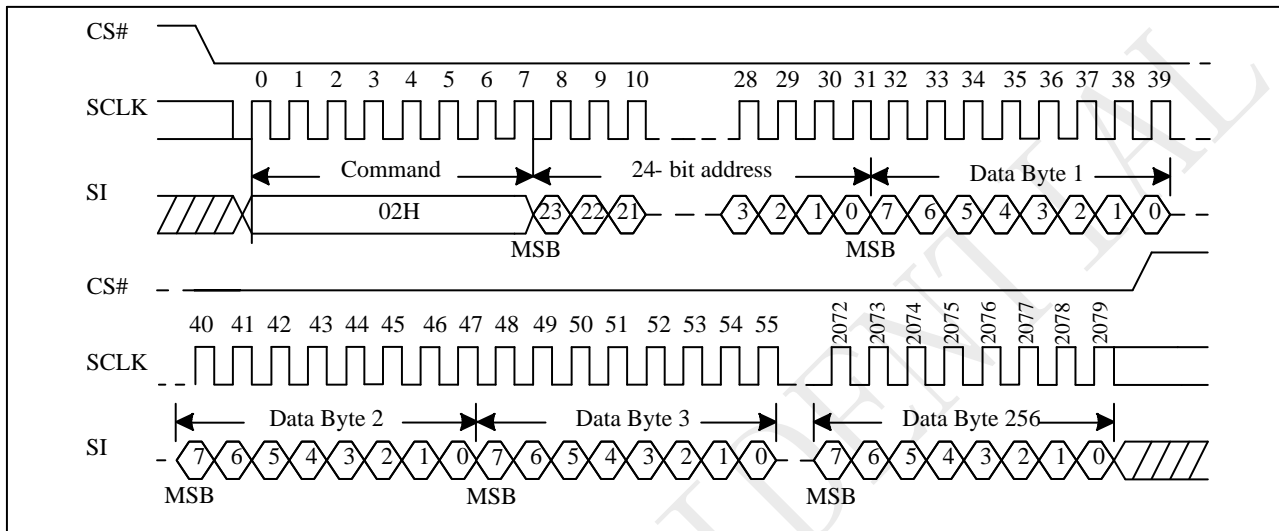 CS#
0 1 2 3 4 5 6 7 8 9 10 28 29 30 31 32 33 34 35 36 37 38 39
SCLK
Command 24- bit address Data Byte 1
SI
02H 23 22 21 3 2 1 0 7 6 5 4 3 2 1 0
MSB MSB
CS#
40 41 42 43 44 45 46 47 48 49 50 51 52 53 54 55 2072 2073 2074 2075 2076 2077 2078 2079
SCLK
Data Byte 2 Data Byte 3 Data Byte 256
SI
7 6 5 4 3 2 1 0 7 6 5 4 3 2 1 0 7 6 5 4 3 2 1 0
MSB MSB MSB
IDENTIAL